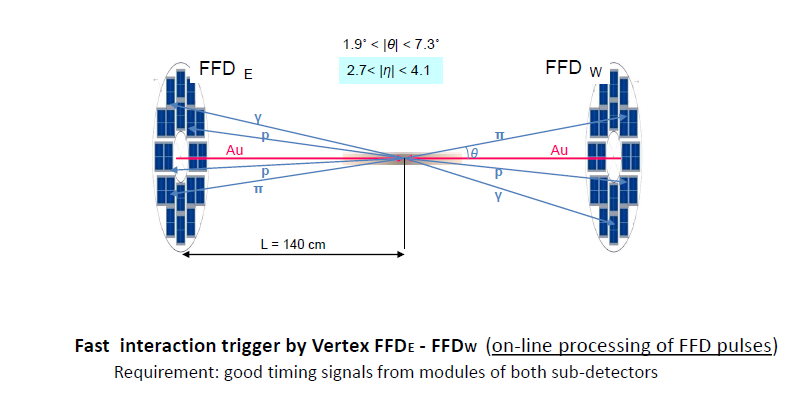 1.9° < |θ| < 7.3°
2.7< |η| < 4.1
FFD E
FFD W
γ
p
Au
p
π
π
θ
Au
p
γ
L = 140 cm
Fast interaction trigger by Vertex FFDE - FFDW (on-line processing of FFD pulses)
Requirement: good timing signals from modules of both sub-detectors